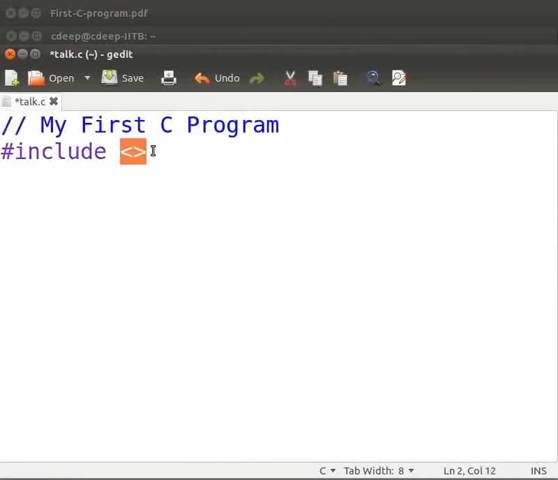 First-C-program.pdf
cdeep@cdeep-IITB: ~
*talk.c (~) - gedit
Open Save Undo
*talk.c
// My First C Program
#include <>
C Tab Width: 8 Ln 2, Col 12 INS